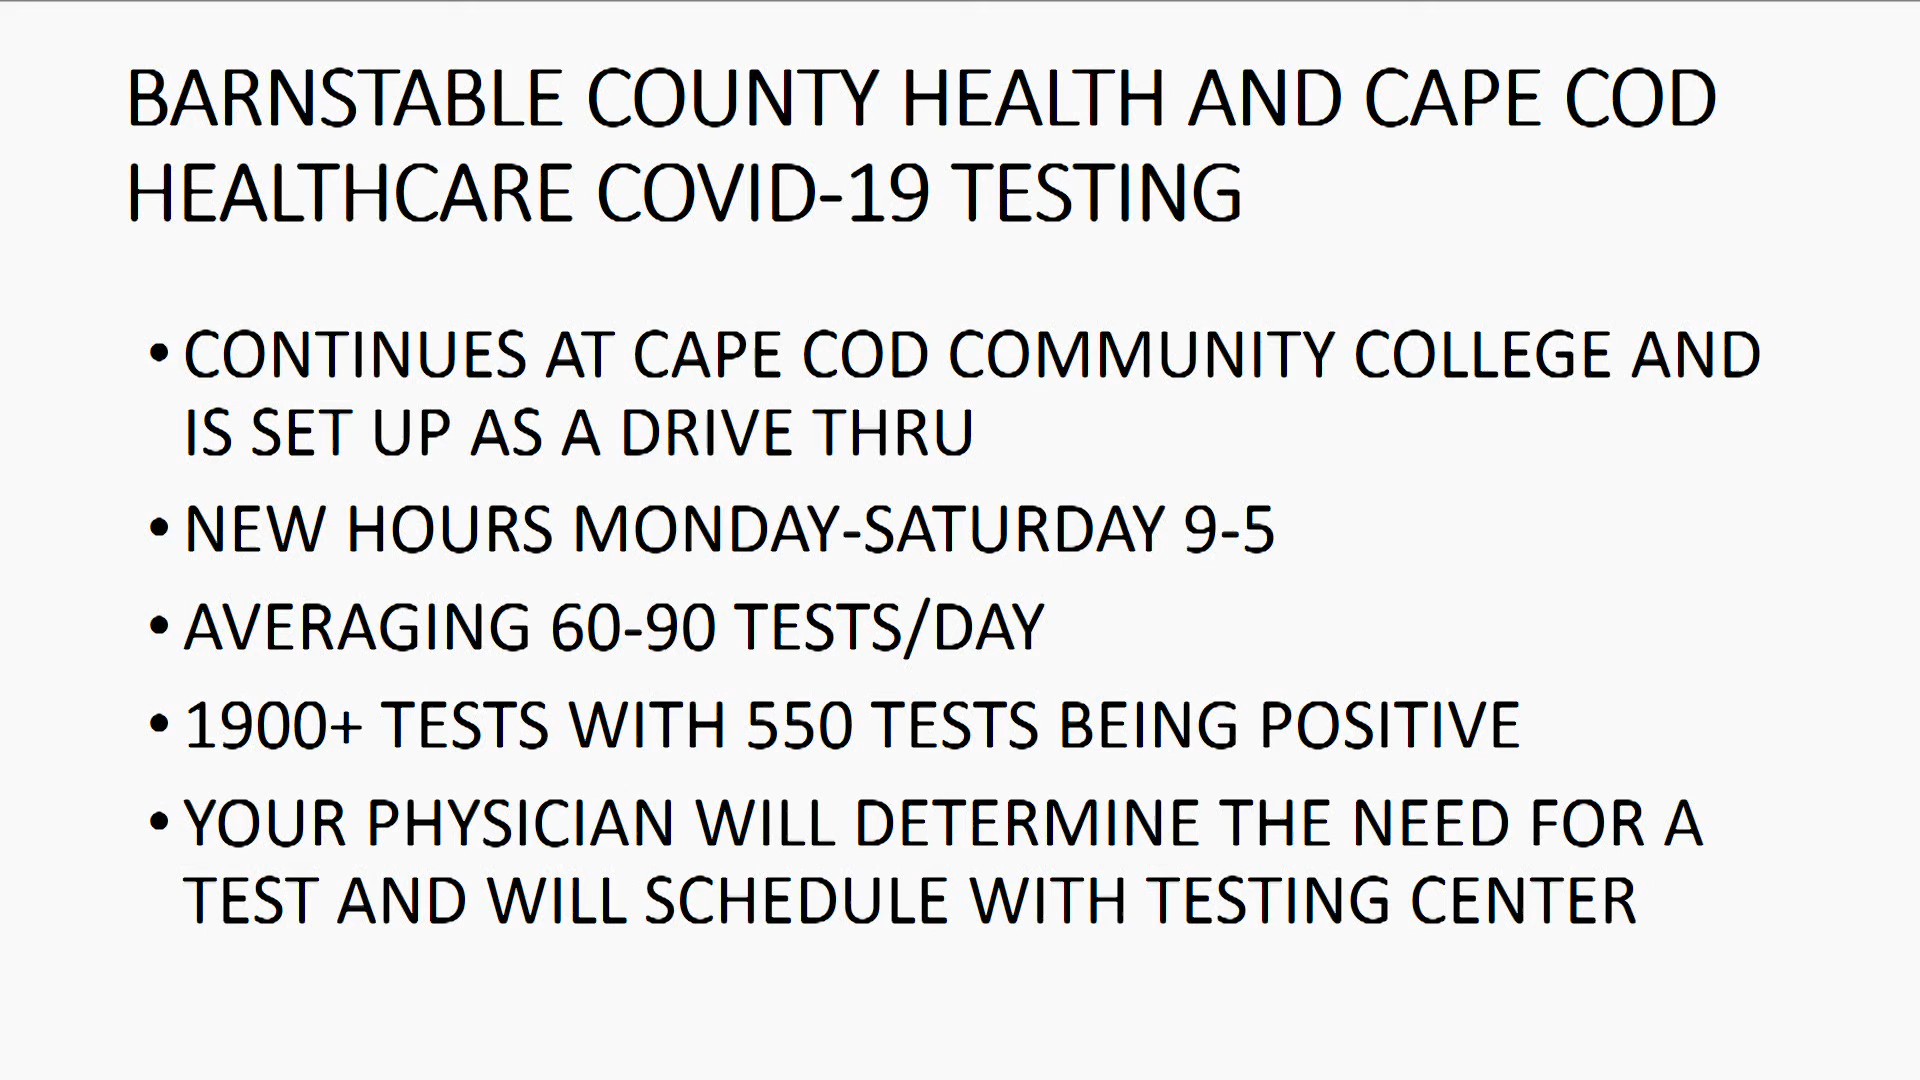 BARNSTABLE COUNTY HEALTH AND CAPE COD
HEALTHCARE COVID-19 TESTING
• CONTINUES AT CAPE COD COMMUNITY COLLEGE AND
IS SET UP AS A DRIVE THRU
• NEW HOURS MONDAY-SATURDAY 9-5
• AVERAGING 60-90 TESTS/DAY
• 1900+ TESTS WITH 550 TESTS BEING POSITIVE
• YOUR PHYSICIAN WILL DETERMINE THE NEED FOR A
TEST AND WILL SCHEDULE WITH TESTING CENTER